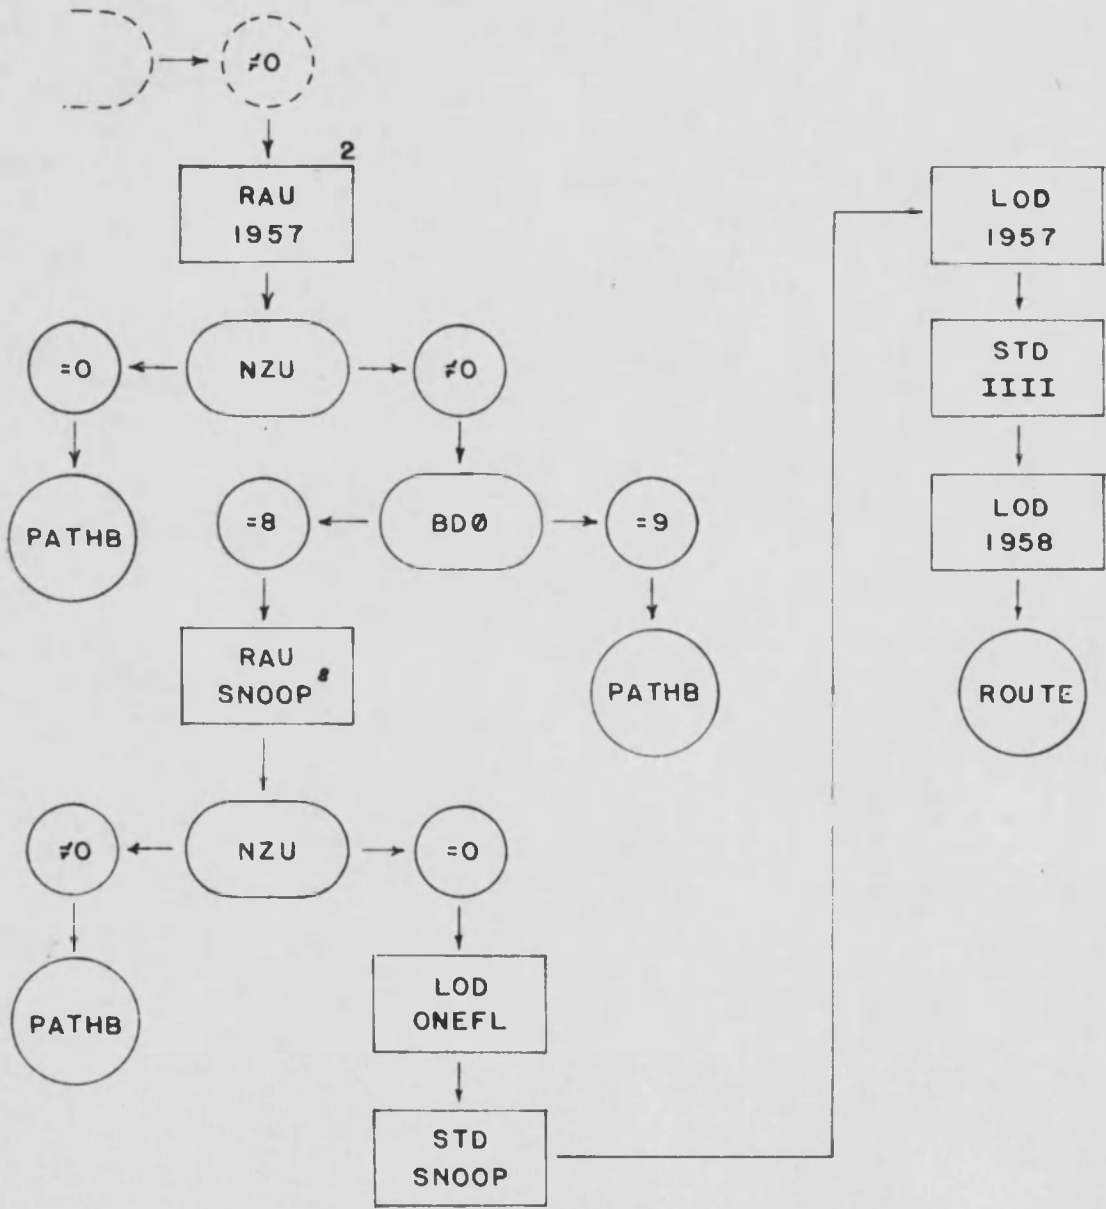 ≠0
2
RAU
1957
=0
NZU
≠0
PATHB
=8
BDØ
=9
RAU
SNOOP 8
PATHB
≠0
NZU
=0
PATHB
LOD
ONEFL
STD
SNOOP
LOD
1957
STD
IIII
LOD
1958
ROUTE